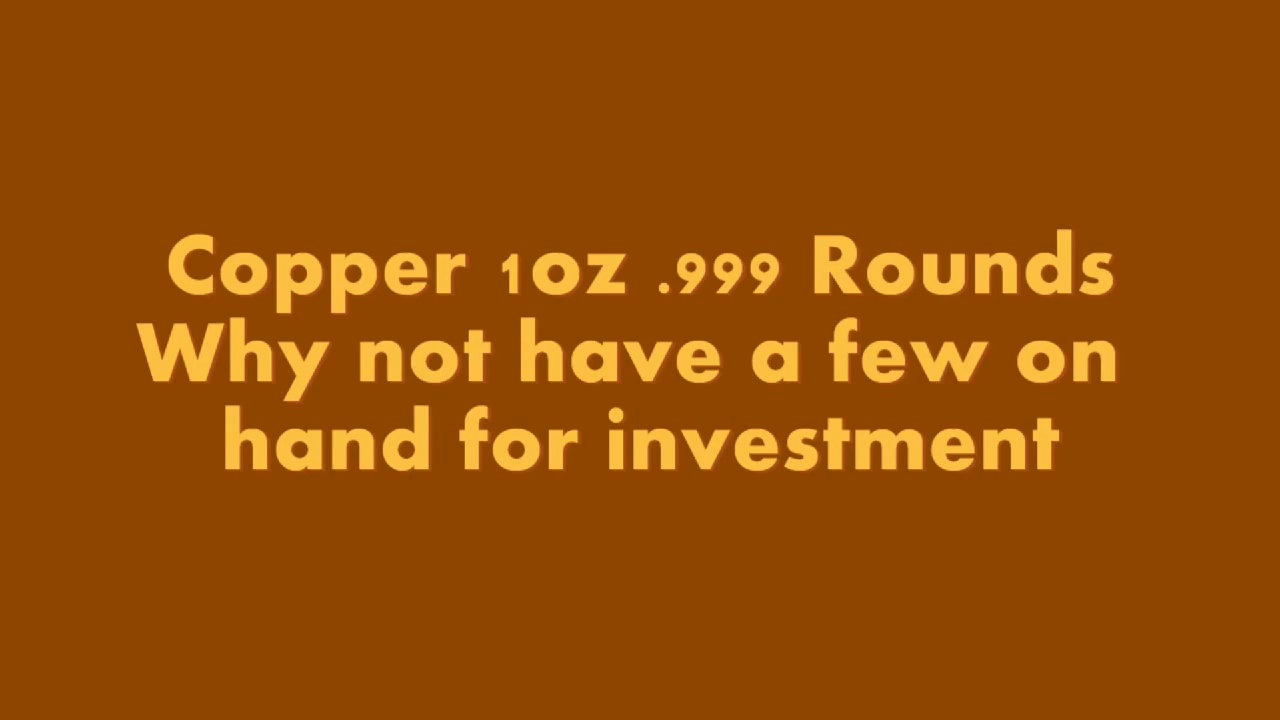 Copper 1oz .999 Rounds
Why not have a few on
hand for investment